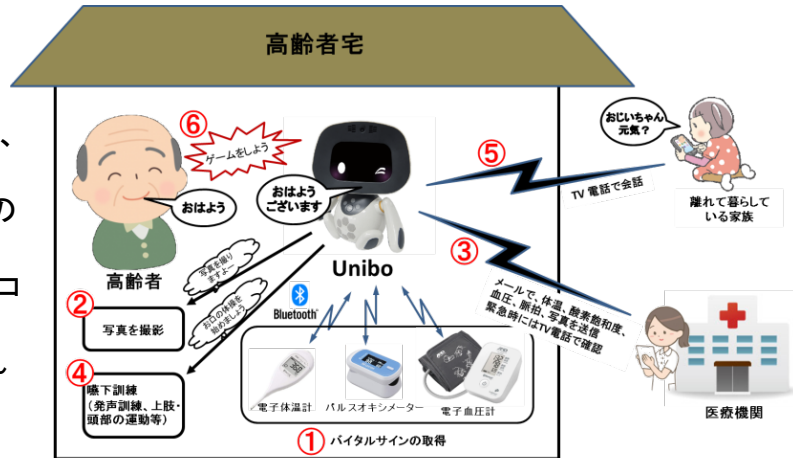 高齢者宅
、
の
コ
⑥
ゲームをしよう
おはよう
おはよう
ございます
高齢者
Unibo
写真を撮り
ますよー
お口の体操を
始めましょう
②
写真を撮影
④
嚥下訓練
(発声訓練、上肢・
頭部の運動等)
Bluetooth
電子体温計
パルスオキシメーター
電子血圧計
① バイタルサインの取得
⑤
TV 電話で会話
おじいちゃん
元気?
離れて暮らして
いる家族
③
メールで、体温、酸素飽和度、
血圧、脈拍、写真を送信
緊急時にはTV電話で確認
医療機関